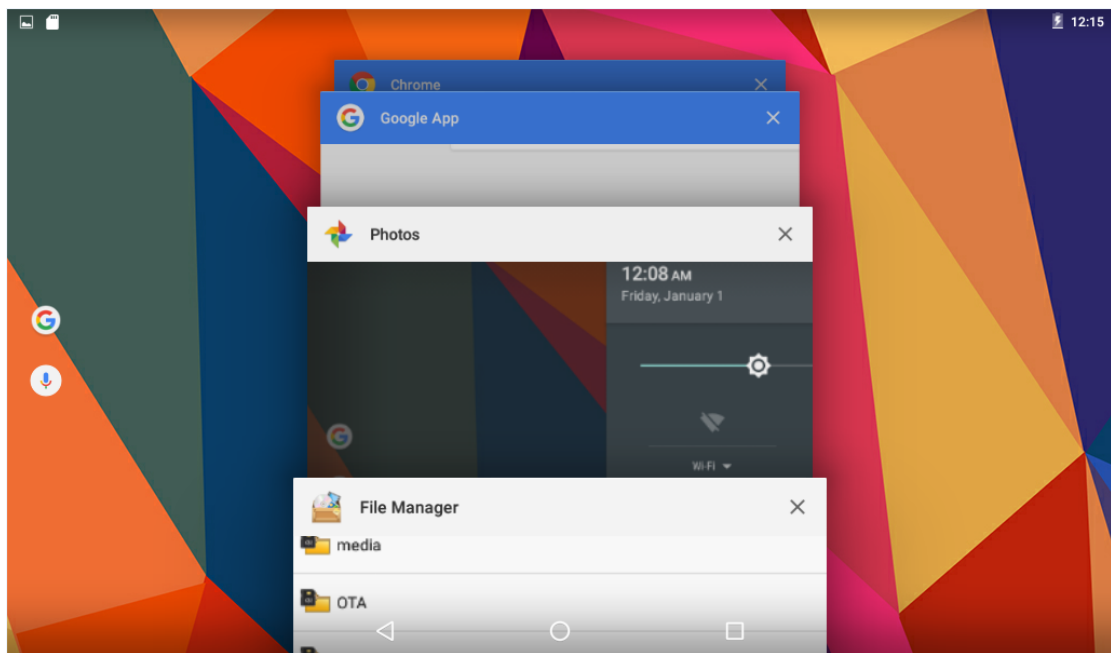 12:15
Chrome
Google App
Photos
12:08 AM
Friday, January 1
Wi-Fi
File Manager
media
OTA